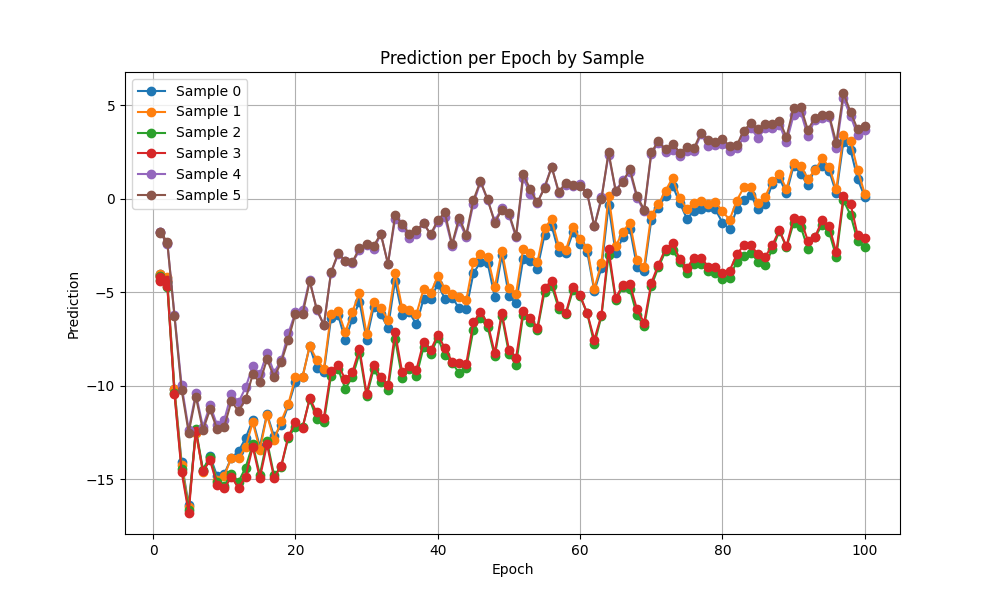 Prediction per Epoch by Sample
Sample 0
Sample 1
Sample 2
Sample 3
Sample 4
Sample 5
5
0
−5
−10
−15
Prediction
0 20 40 60 80 100
Epoch